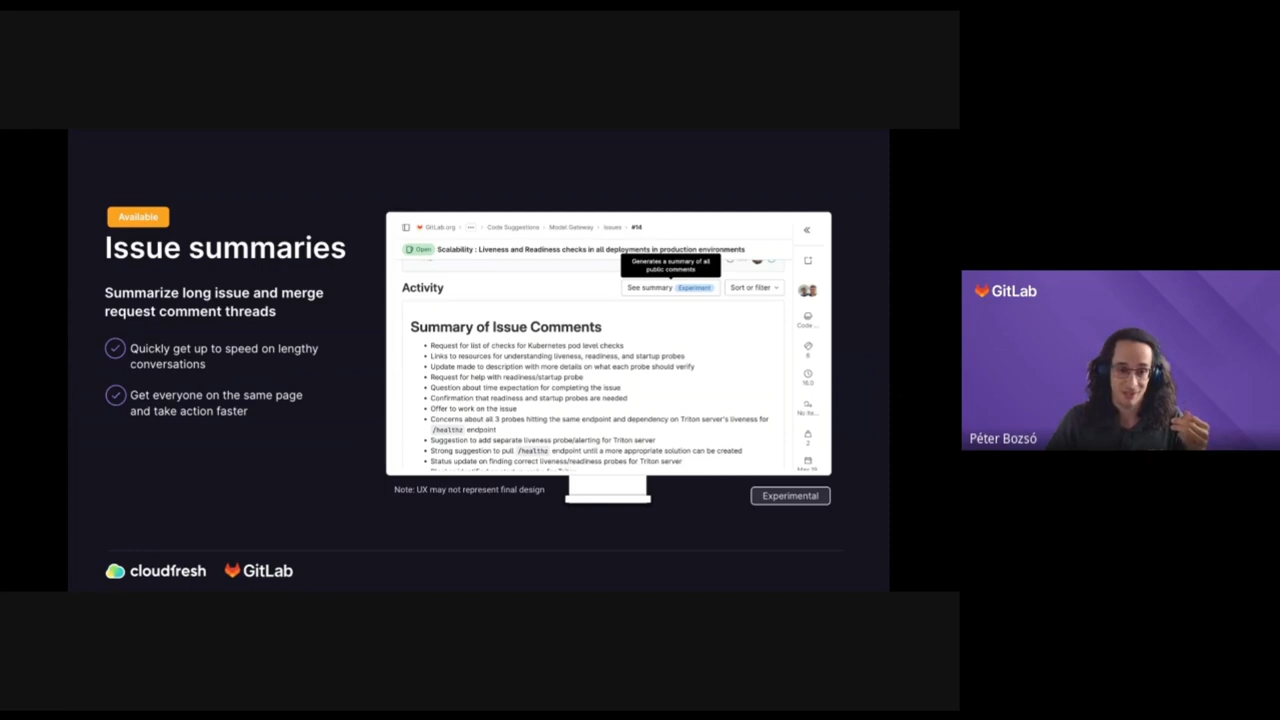 Available
Issue summaries
Summarize long issue and merge
request comment threads
Quickly get up to speed on lengthy
conversations
Get everyone on the same page
and take action faster
GitLab.org › ··· › Code Suggestions › Model Gateway › Issues › #14
Open Scalability : Liveness and Readiness checks in all deployments in production environments
Generates a summary of all
public comments
Activity
See summary Experiment
Sort or filter
Summary of Issue Comments
• Request for list of checks for Kubernetes pod level checks
• Links to resources for understanding liveness, readiness, and startup probes
• Update made to description with more details on what each probe should verify
• Request for help with readiness/startup probe
• Question about time expectation for completing the issue
• Confirmation that readiness and startup probes are needed
• Offer to work on the issue
• Concerns about all 3 probes hitting the same endpoint and dependency on Triton server's liveness for
/healthz endpoint
• Suggestion to add separate liveness probe/alerting for Triton server
• Strong suggestion to pull /healthz endpoint until a more appropriate solution can be created
• Status update on finding correct liveness/readiness probes for Triton server
Code ...
6
16.0
No ite...
2
Note: UX may not represent final design
Experimental
cloudfresh
GitLab
GitLab
Péter Bozsó